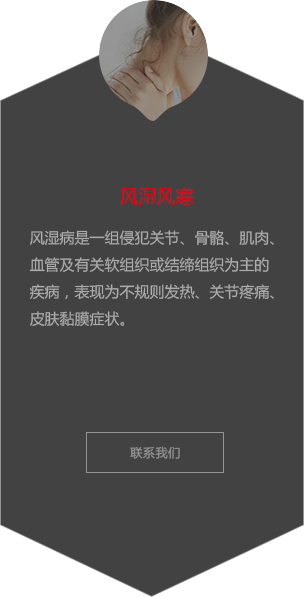 风湿风寒
风湿病是一组侵犯关节、骨骼、肌肉、
血管及有关软组织或结缔组织为主的
疾病，表现为不规则发热、关节疼痛、
皮肤黏膜症状。
联系我们